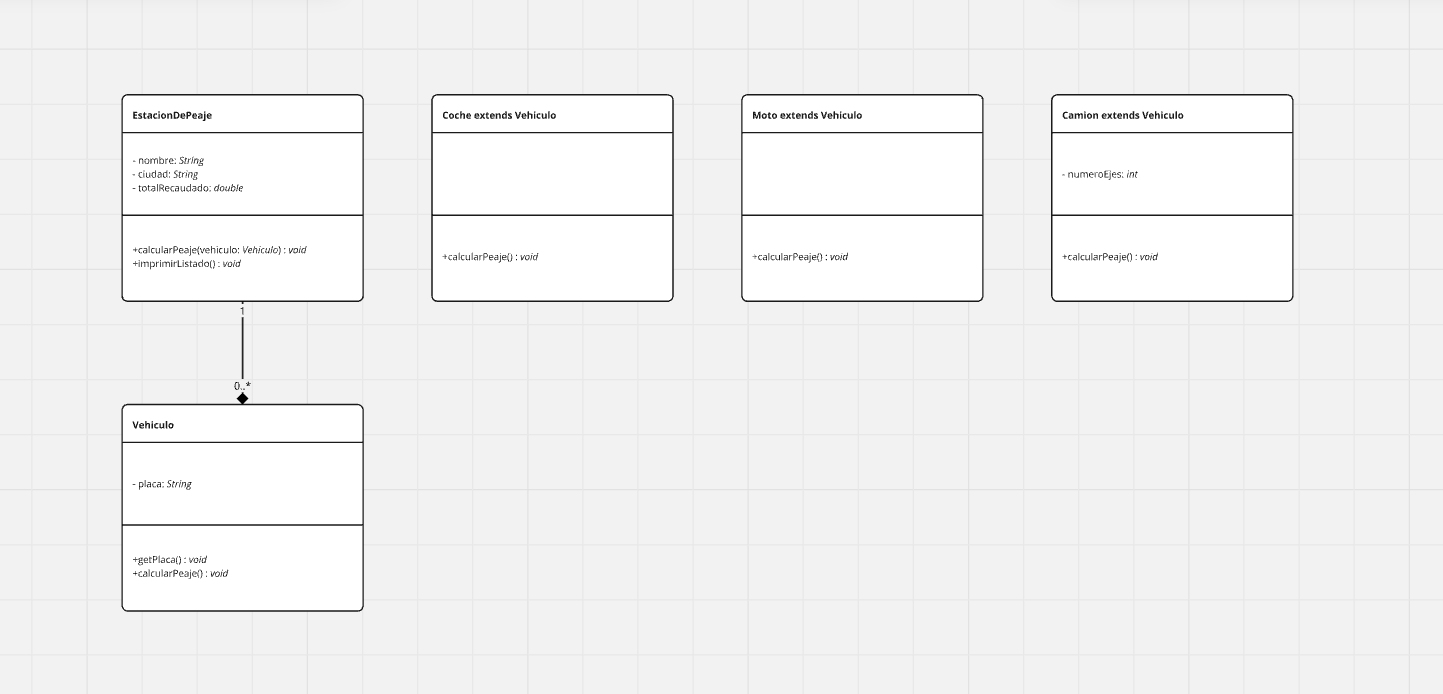 EstacionDePeaje
- nombre: String
- ciudad: String
- totalRecaudado: double
+calcularPeaje(vehiculo: Vehiculo) : void
+imprimirListado() : void
Coche extends Vehiculo
+calcularPeaje() : void
Moto extends Vehiculo
+calcularPeaje() : void
Camion extends Vehiculo
- numeroEjes: int
+calcularPeaje() : void
1
0..*
Vehiculo
- placa: String
+getPlaca() : void
+calcularPeaje() : void